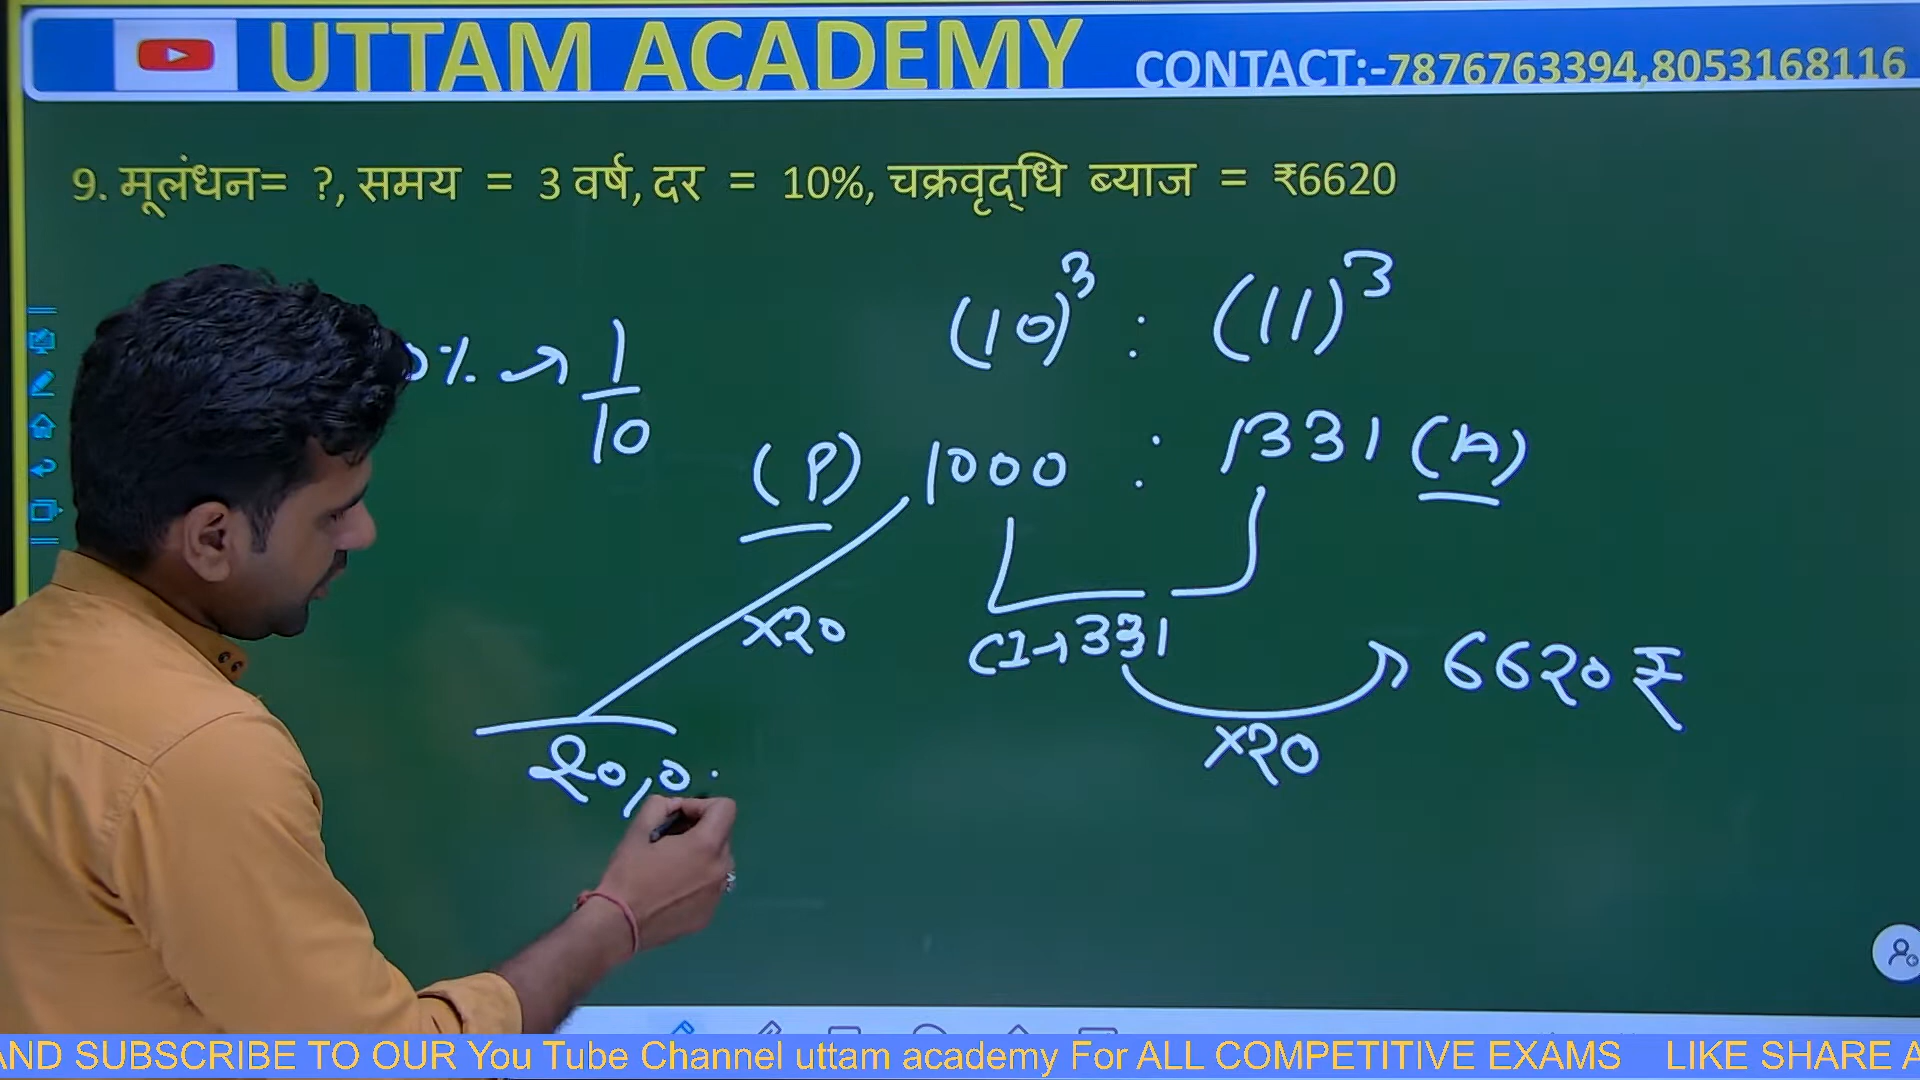 UTTAM ACADEMY CONTACT:-7876763394,8053168116
9. मूलंधन= ?, समय = 3 वर्ष, दर = 10%, चक्रवृद्धि ब्याज = ₹6620
(10)³ : (11)³
0% → 1/10
(P) 1000 : 1331 (A)
×20
CI→331
6620 ₹
×20
20,0
AND SUBSCRIBE TO OUR You Tube Channel uttam academy For ALL COMPETITIVE EXAMS LIKE SHARE A